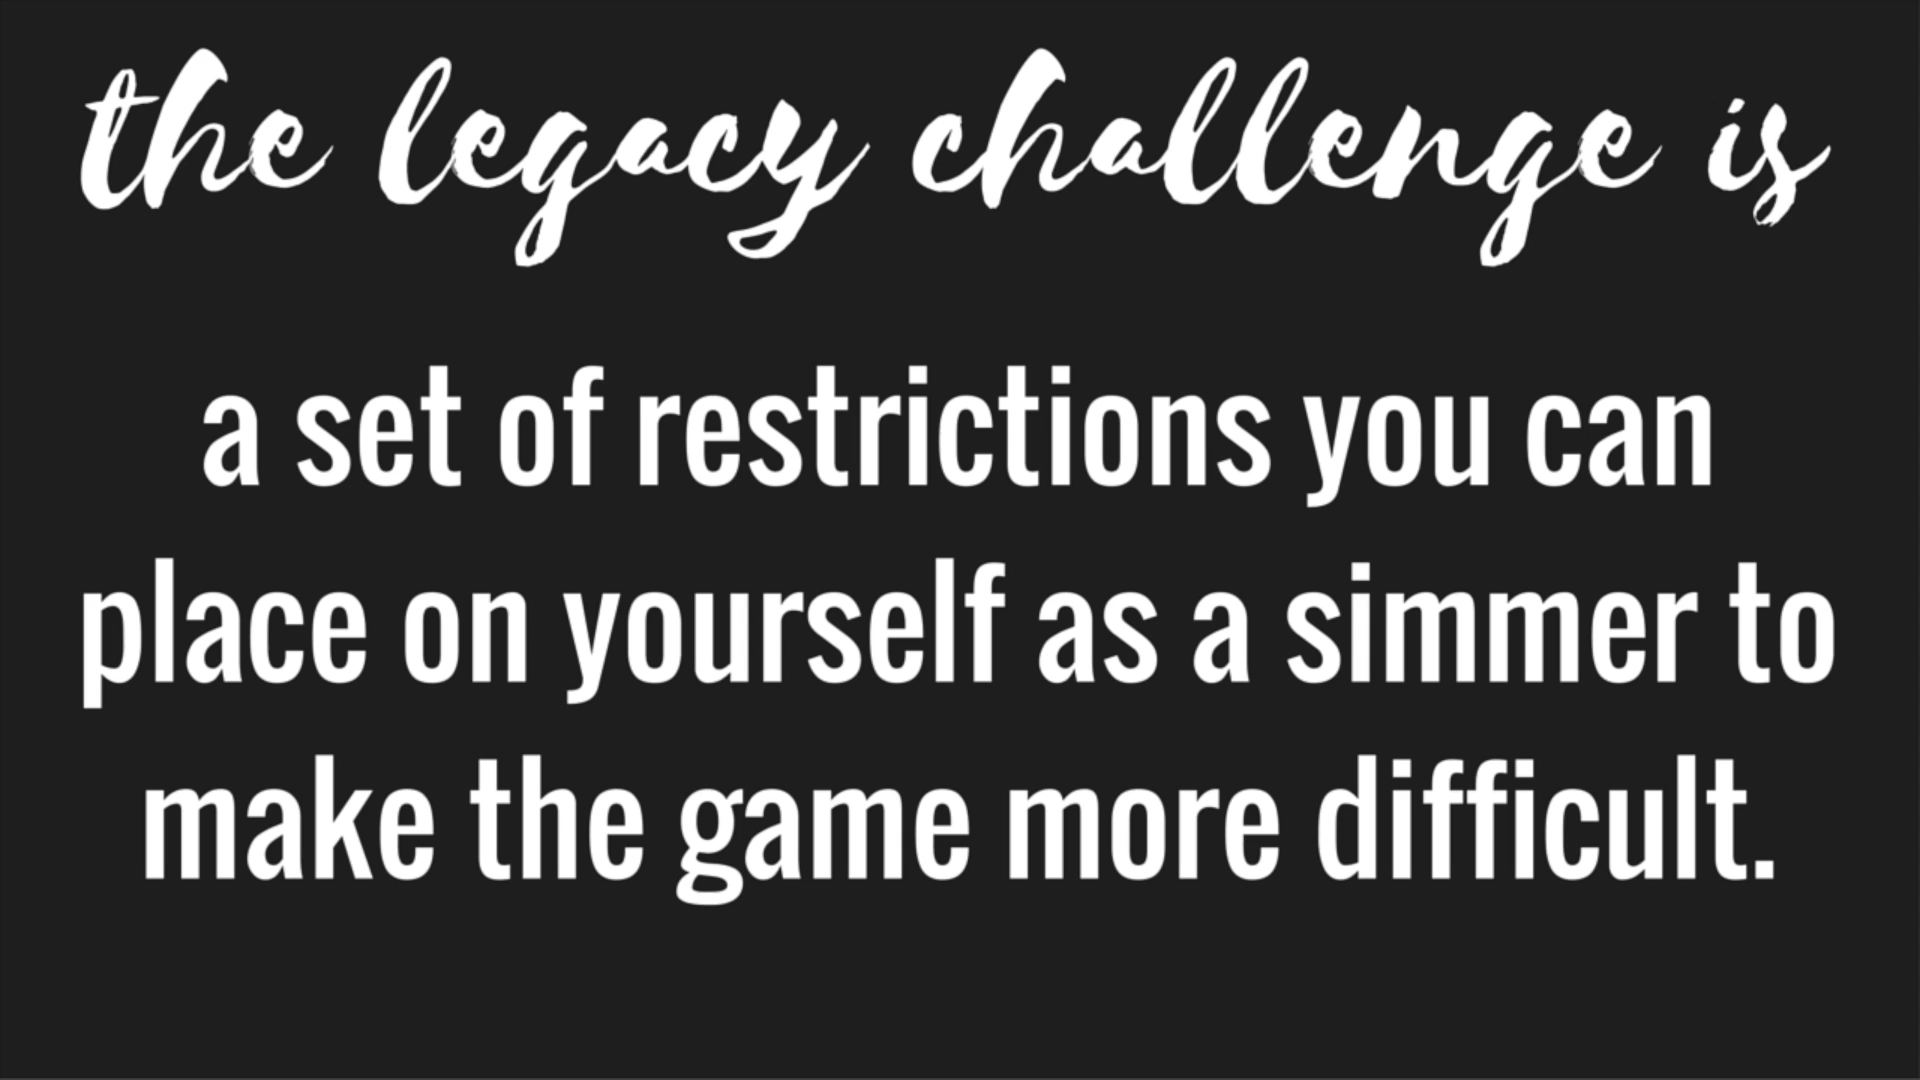 the legacy challenge is
a set of restrictions you can
place on yourself as a simmer to
make the game more difficult.